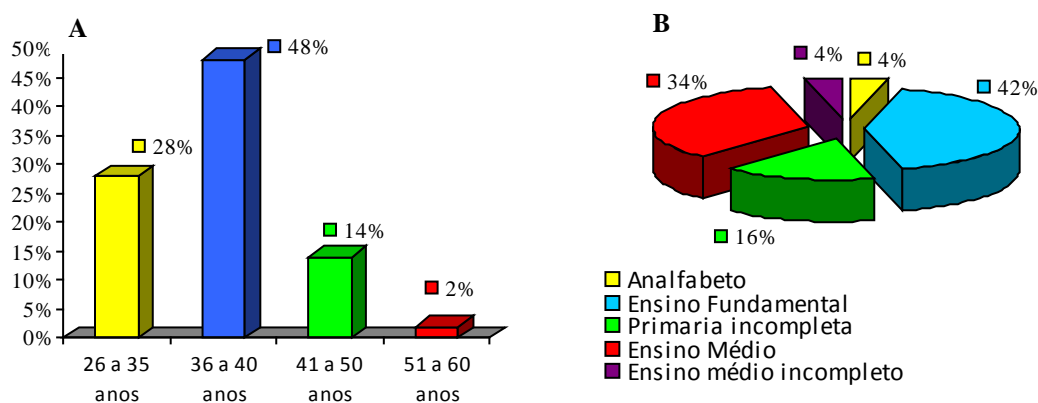 A
50%
45%
40%
35%
30%
25%
20%
15%
10%
5%
0%
28%
48%
14%
2%
26 a 35 anos
36 a 40 anos
41 a 50 anos
51 a 60 anos
B
4%
4%
34%
42%
16%
Analfabeto
Ensino Fundamental
Primaria incompleta
Ensino Médio
Ensino médio incompleto